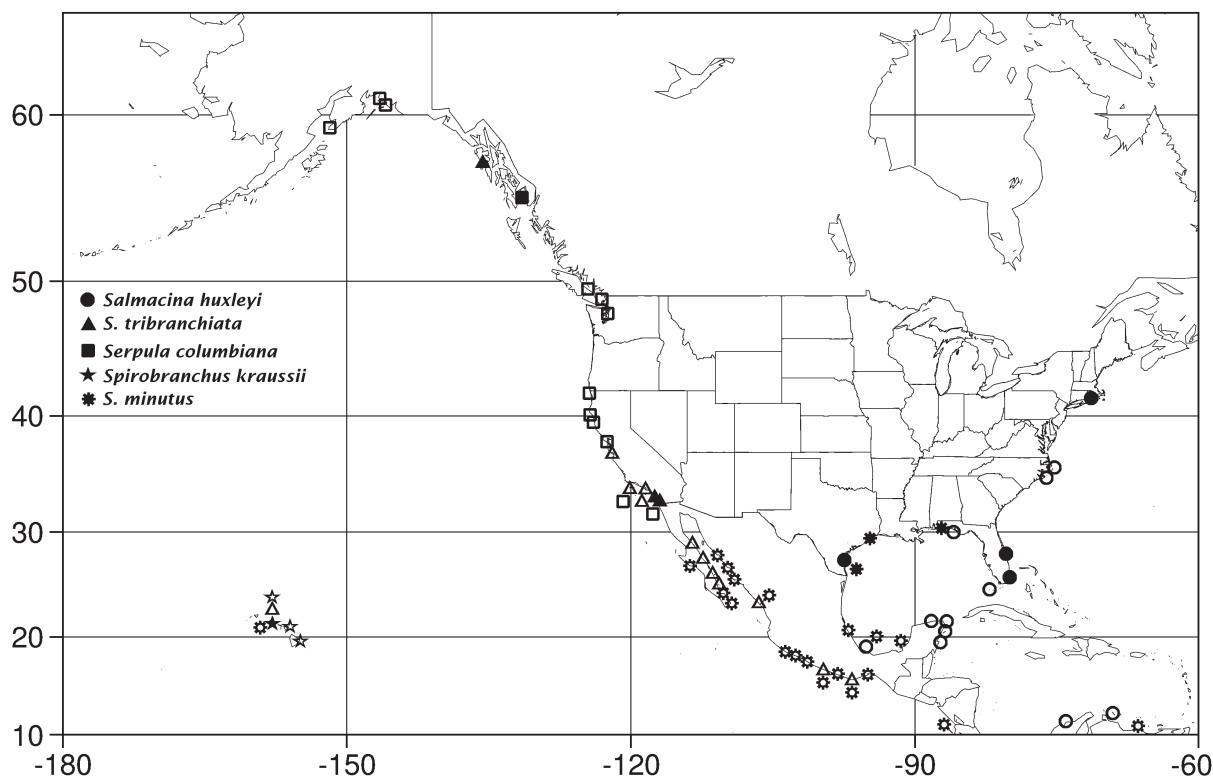 60
50
Salmacina huxleyi
S. tribranchiata
Serpula columbiana
Spirobranchus kraussii
S. minutus
40
30
20
10
-180 -150 -120 -90 -60